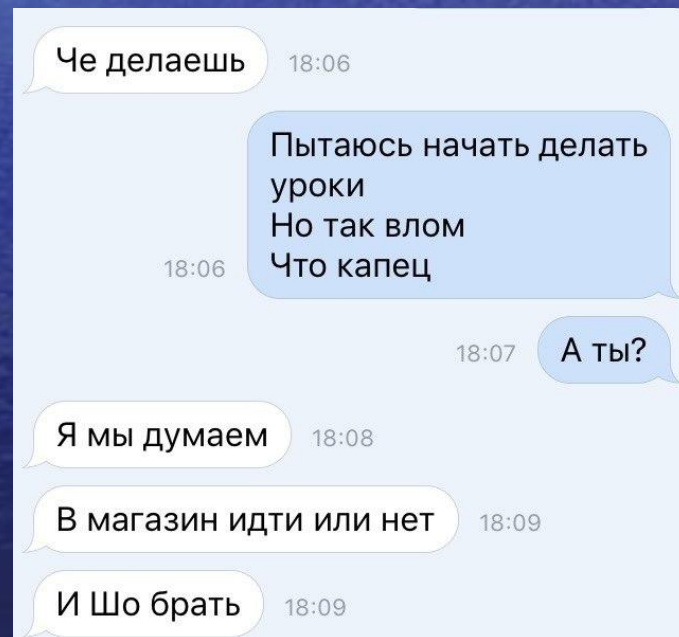 Че делаешь 18:06
Пытаюсь начать делать
уроки
Но так влом
18:06 Что капец
18:07 А ты?
Я мы думаем 18:08
В магазин идти или нет 18:09
И Шо брать 18:09